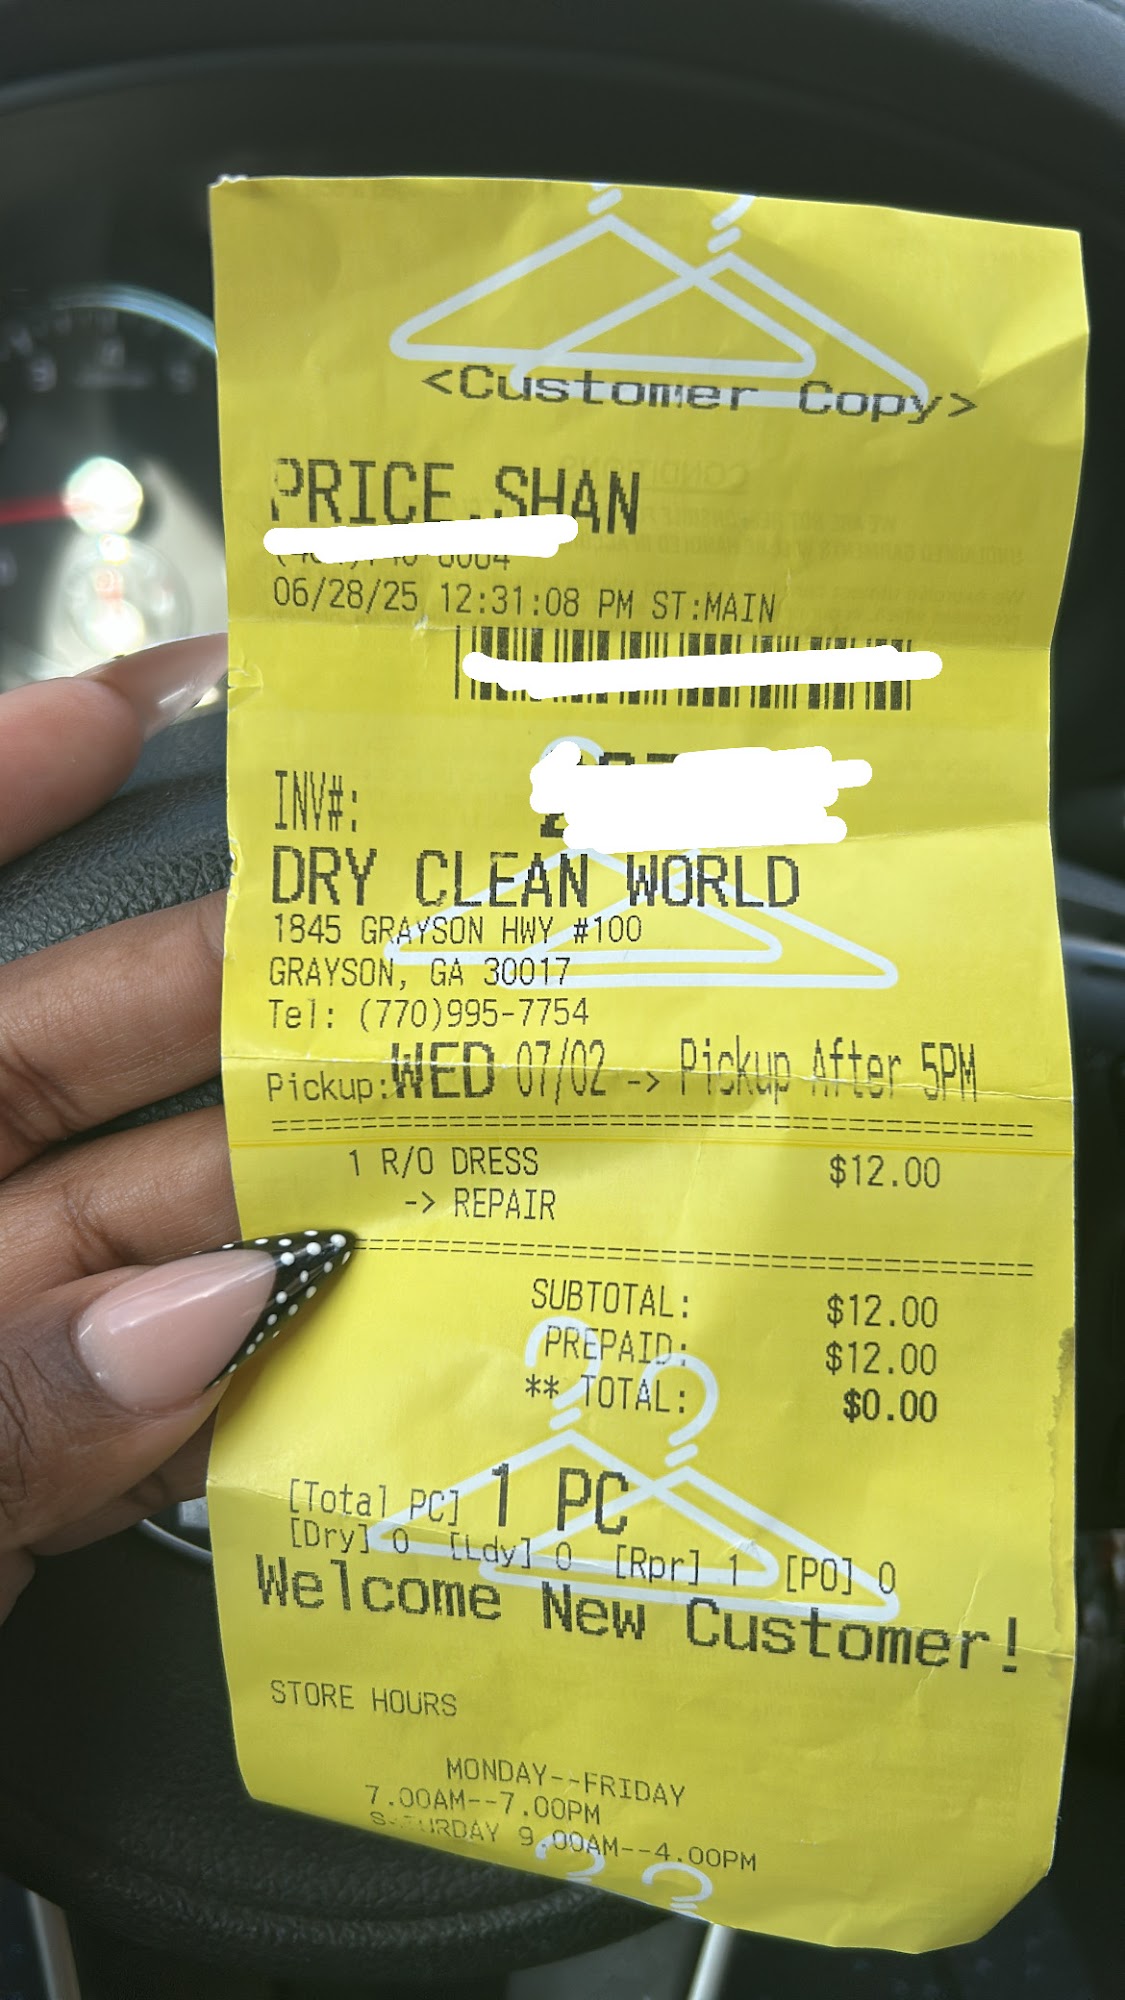 <Customer Copy>
PRICE,SHAN
06/28/25 12:31:08 PM ST:MAIN
INV#:
DRY CLEAN WORLD
1845 GRAYSON HWY #100
GRAYSON, GA 30017
Tel: (770)995-7754
Pickup:WED 07/02 -> Pickup After 5PM
1 R/O DRESS $12.00
-> REPAIR
SUBTOTAL: $12.00
PREPAID: $12.00
** TOTAL: $0.00
[Total PC] 1 PC
[Dry] 0 [Ldy] 0 [Rpr] 1 [PO] 0
Welcome New Customer!
STORE HOURS
MONDAY--FRIDAY
7.00AM--7.00PM
SATURDAY 9.00AM--4.00PM